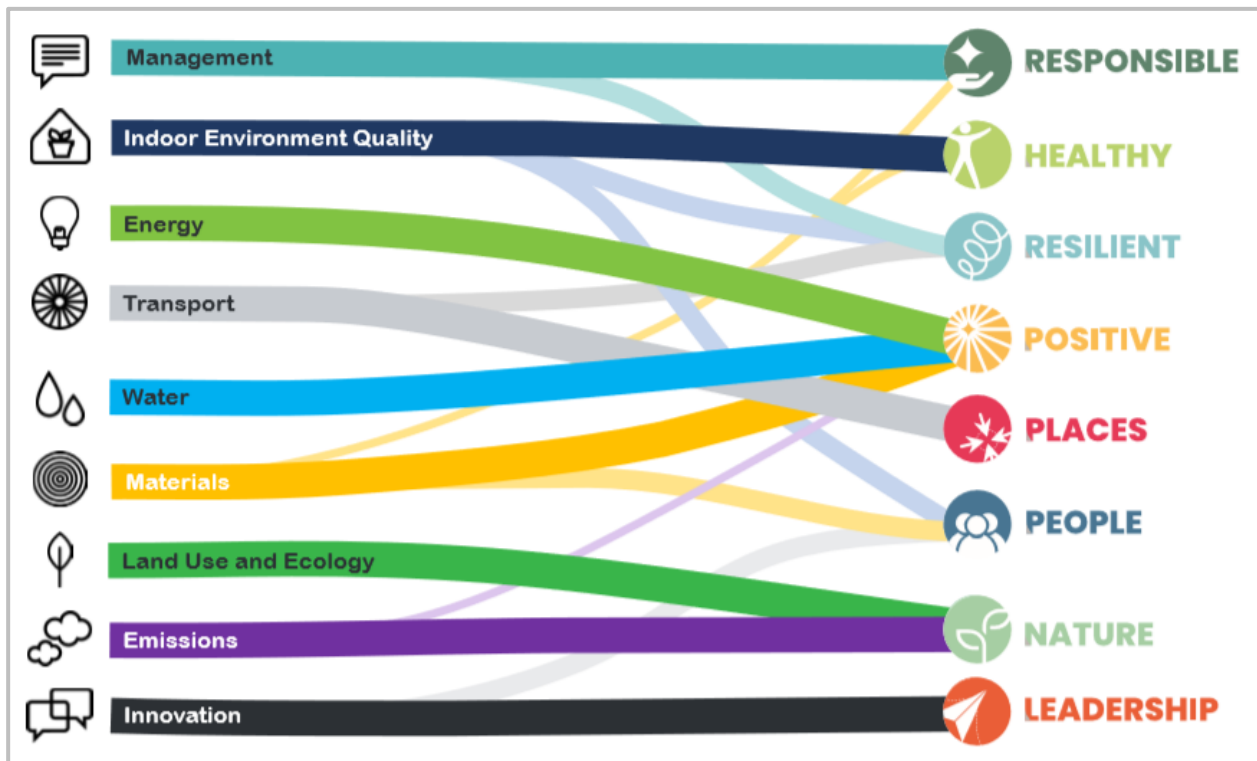 Management
Indoor Environment Quality
Energy
Transport
Water
Materials
Land Use and Ecology
Emissions
Innovation
RESPONSIBLE
HEALTHY
RESILIENT
POSITIVE
PLACES
PEOPLE
NATURE
LEADERSHIP